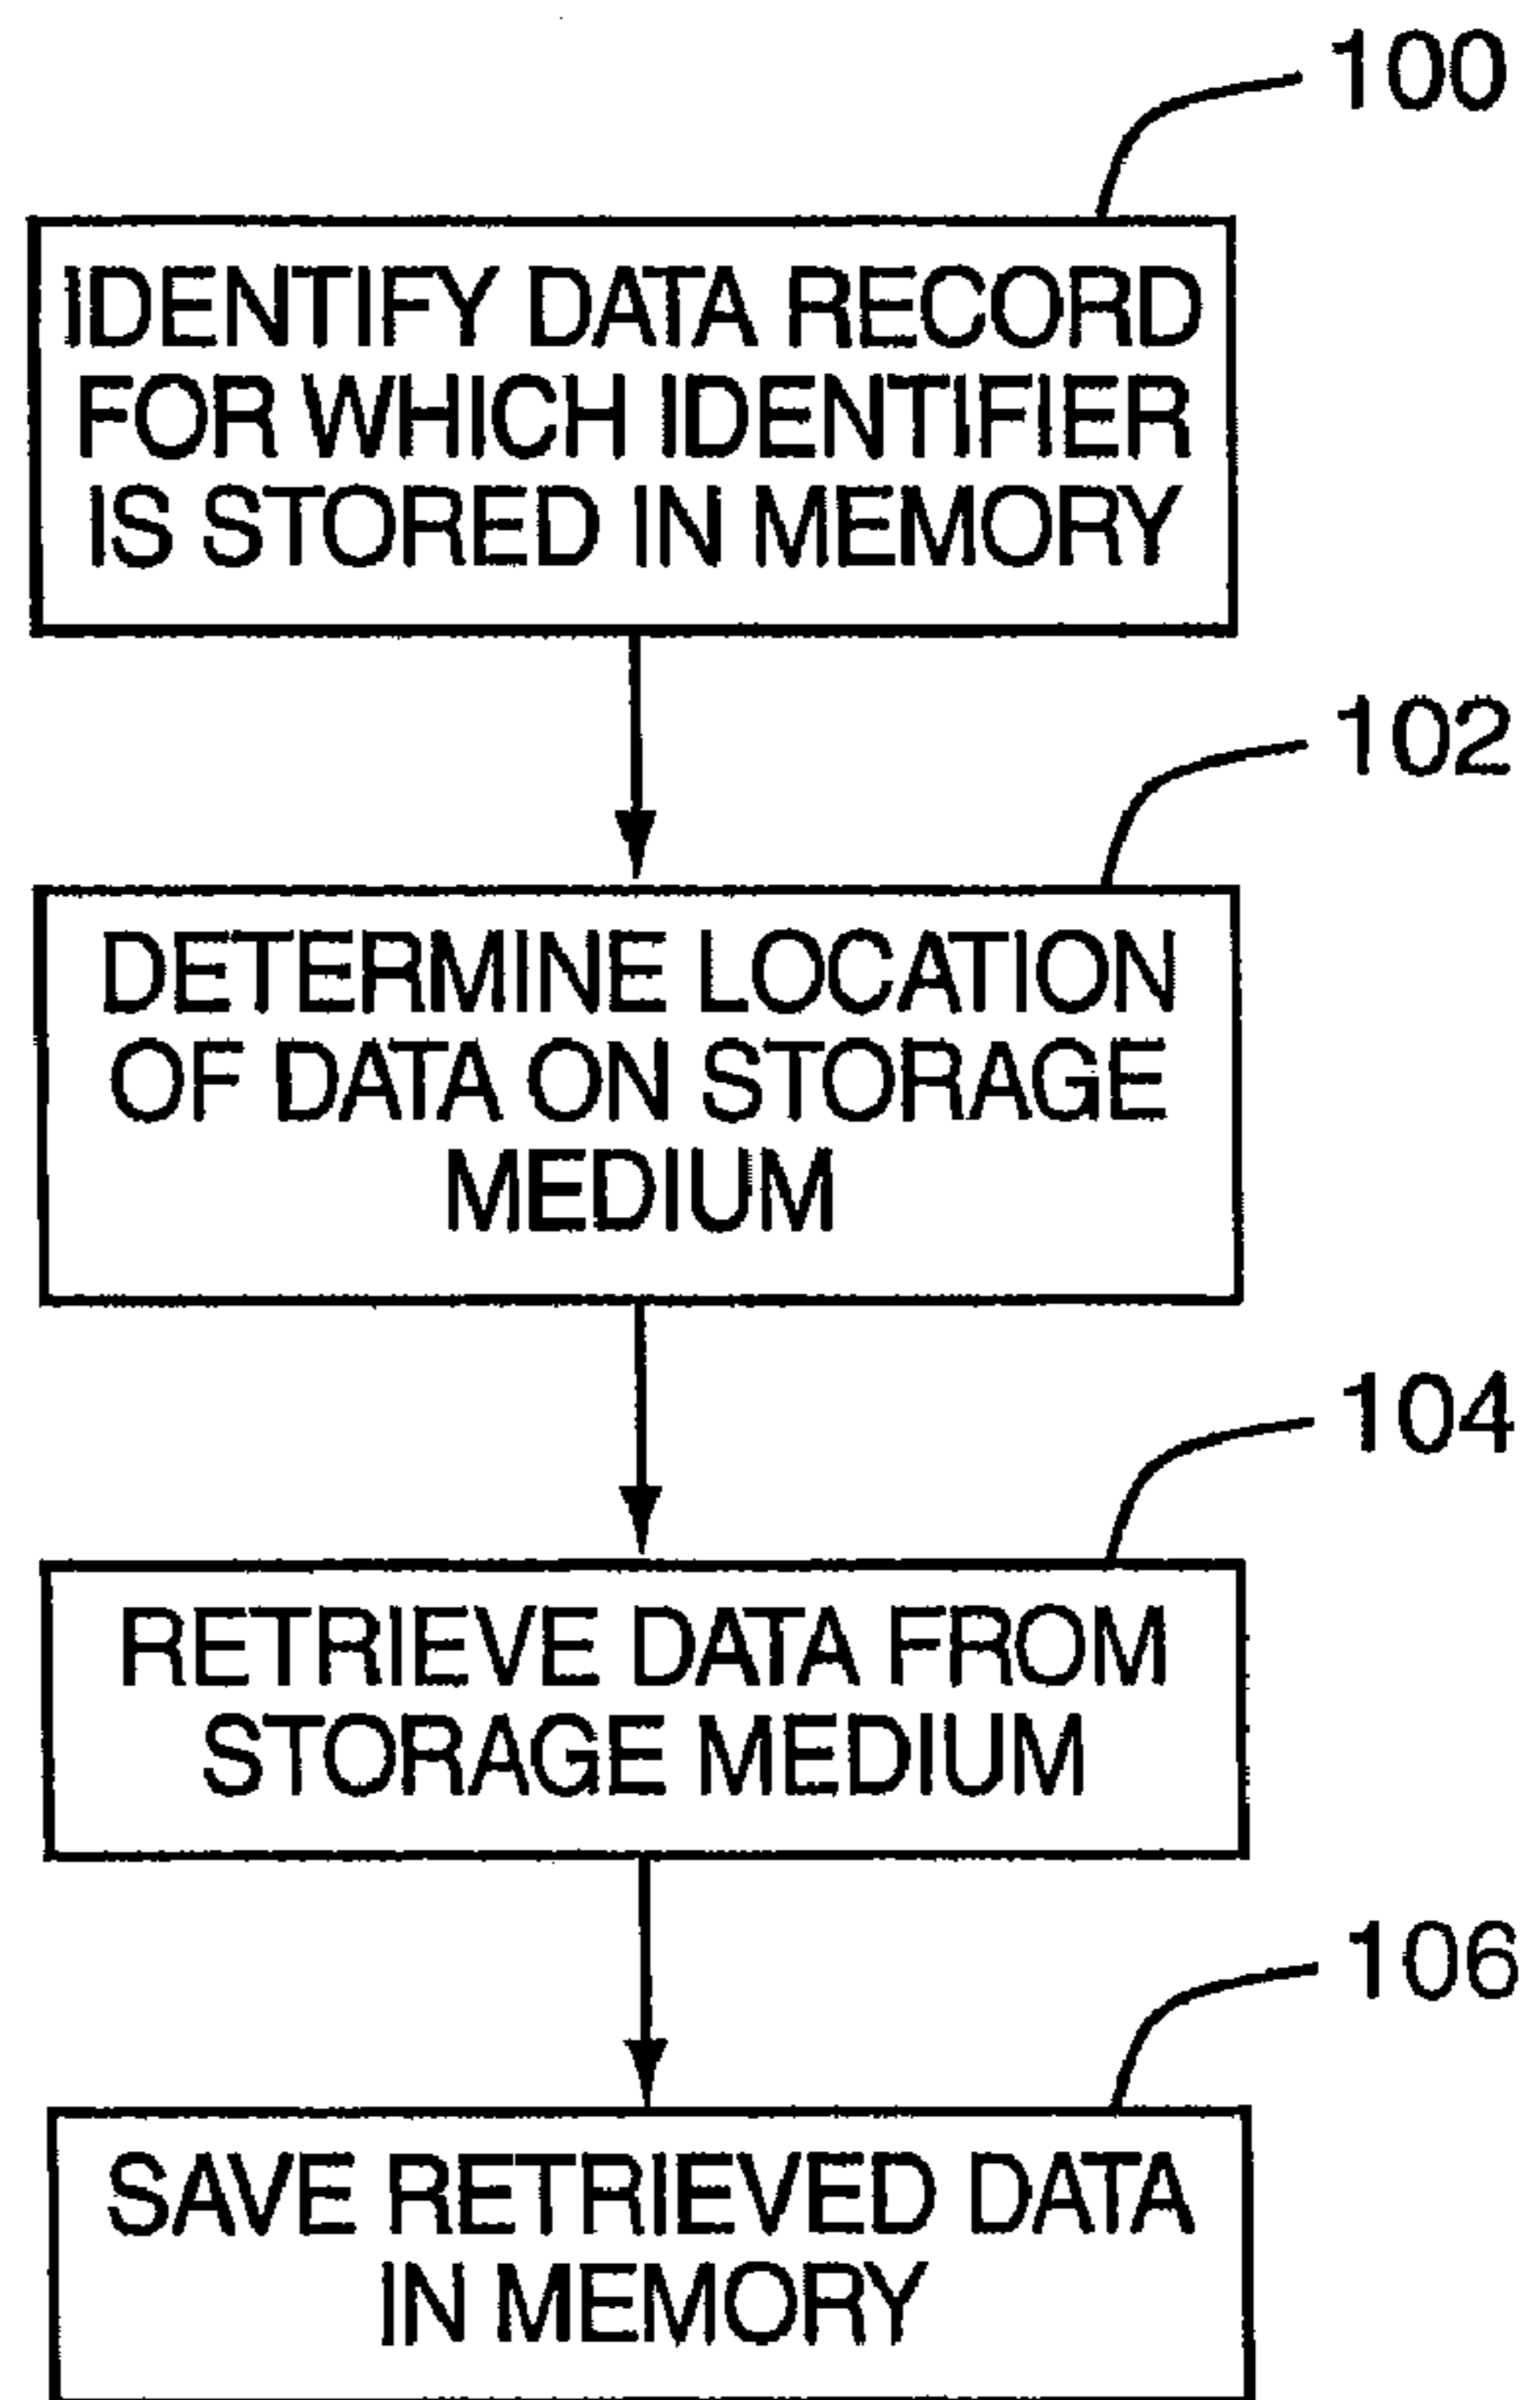 100
IDENTIFY DATA RECORD
FOR WHICH IDENTIFIER
IS STORED IN MEMORY
102
DETERMINE LOCATION
OF DATA ON STORAGE
MEDIUM
104
RETRIEVE DATA FROM
STORAGE MEDIUM
106
SAVE RETRIEVED DATA
IN MEMORY